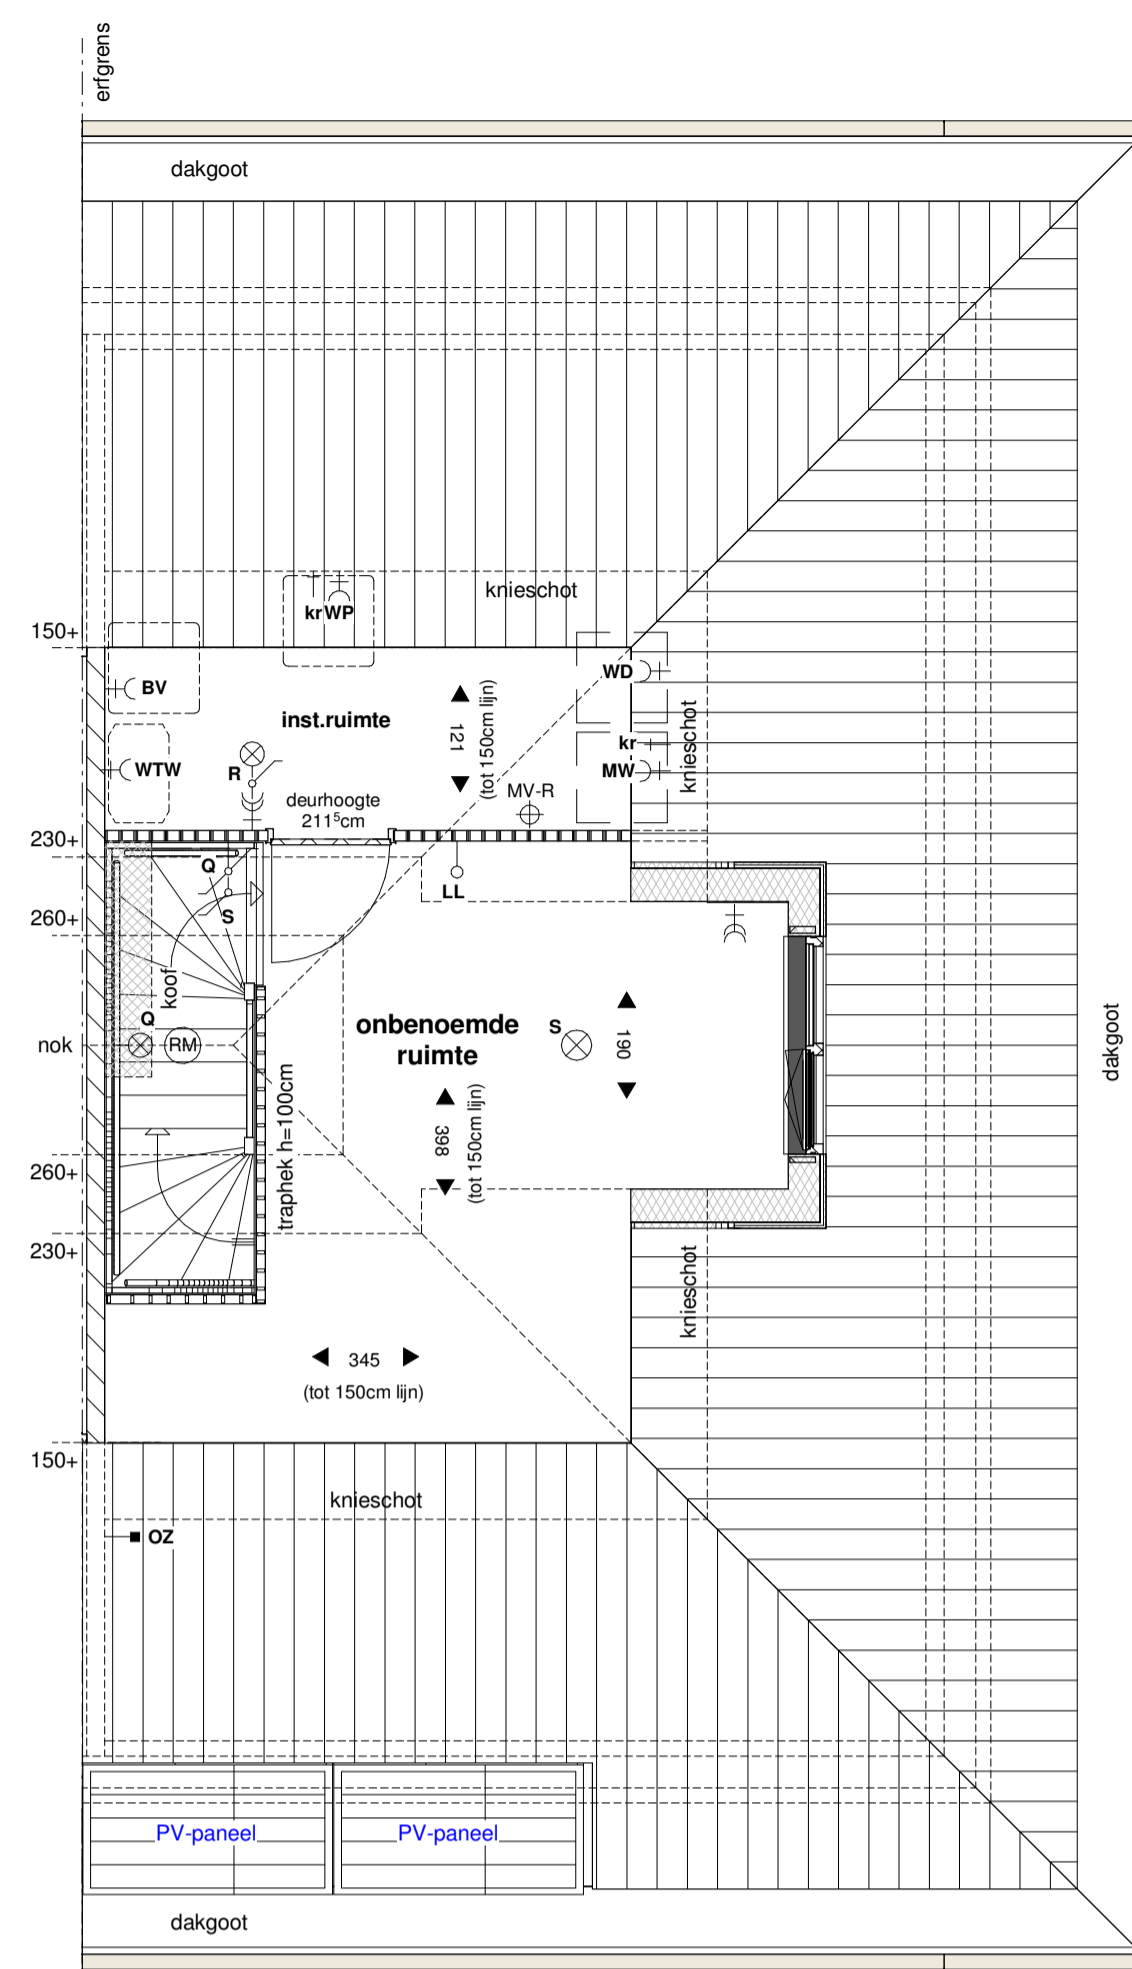 erfgrens
dakgoot
knieschot
150+
kr WP
BV
WD
inst.ruimte
121
(tot 150cm lijn)
knieschot
kr
WTW
R
MW
deurhoogte
211⁵cm
MV-R
230+
Q
LL
260+
S
koof
Q
nok
RM
onbenoemde
ruimte
S
190
dakgoot
traphek h=100cm
398
(tot 150cm lijn)
260+
230+
knieschot
345
(tot 150cm lijn)
150+
knieschot
OZ
PV-paneel
PV-paneel
dakgoot